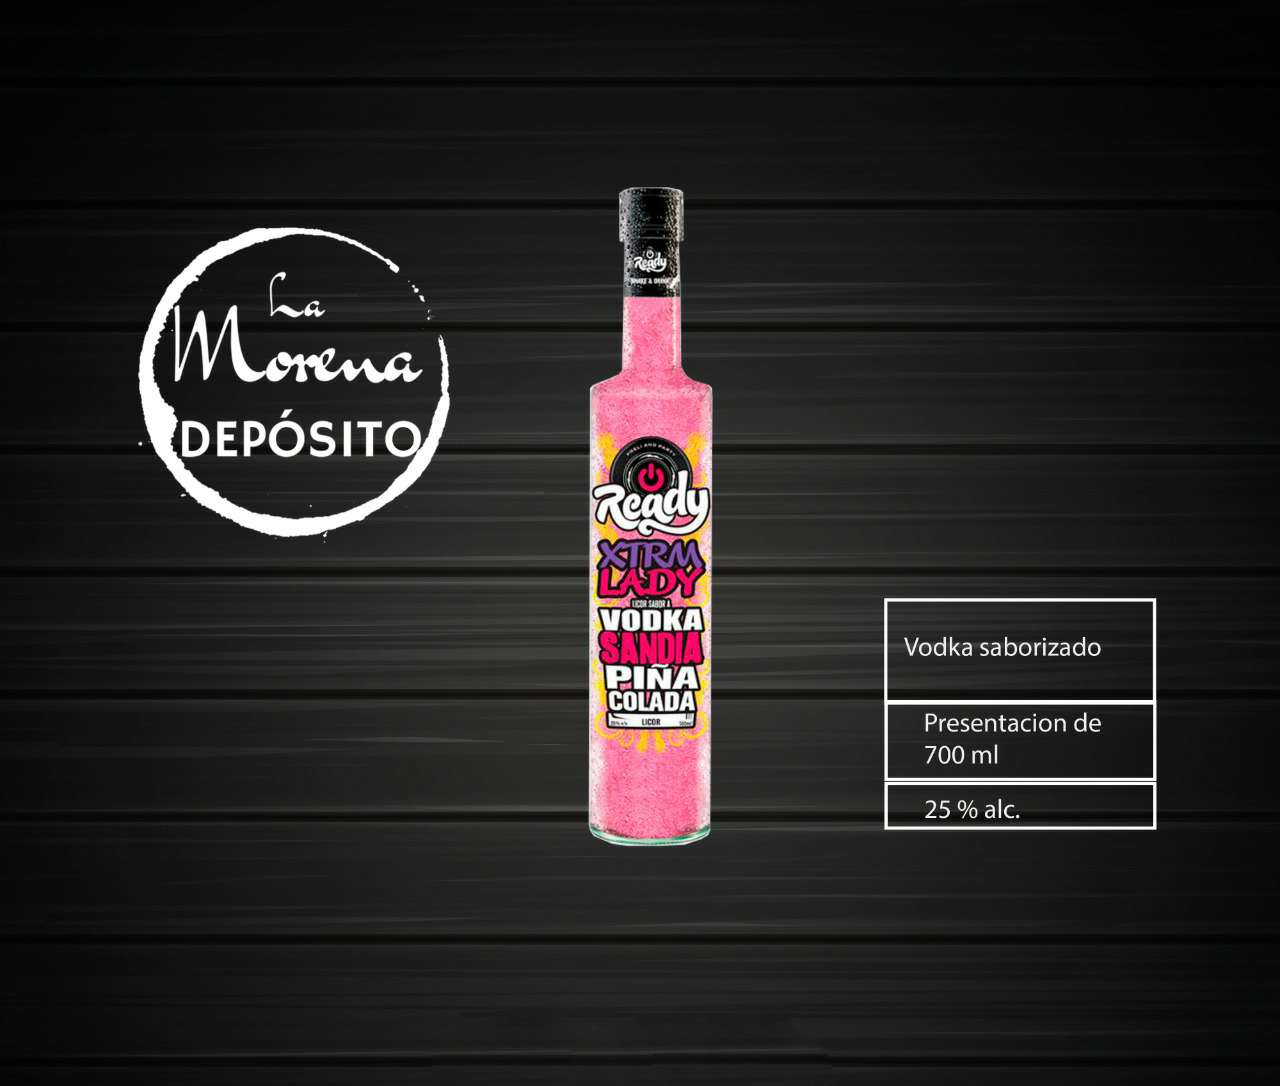 La
Morena
DEPÓSITO
Ready
Ready
XTRM
LADY
LICOR SABOR A
VODKA
SANDIA
PIÑA
COLADA
LICOR
Vodka saborizado
Presentacion de
700 ml
25 % alc.